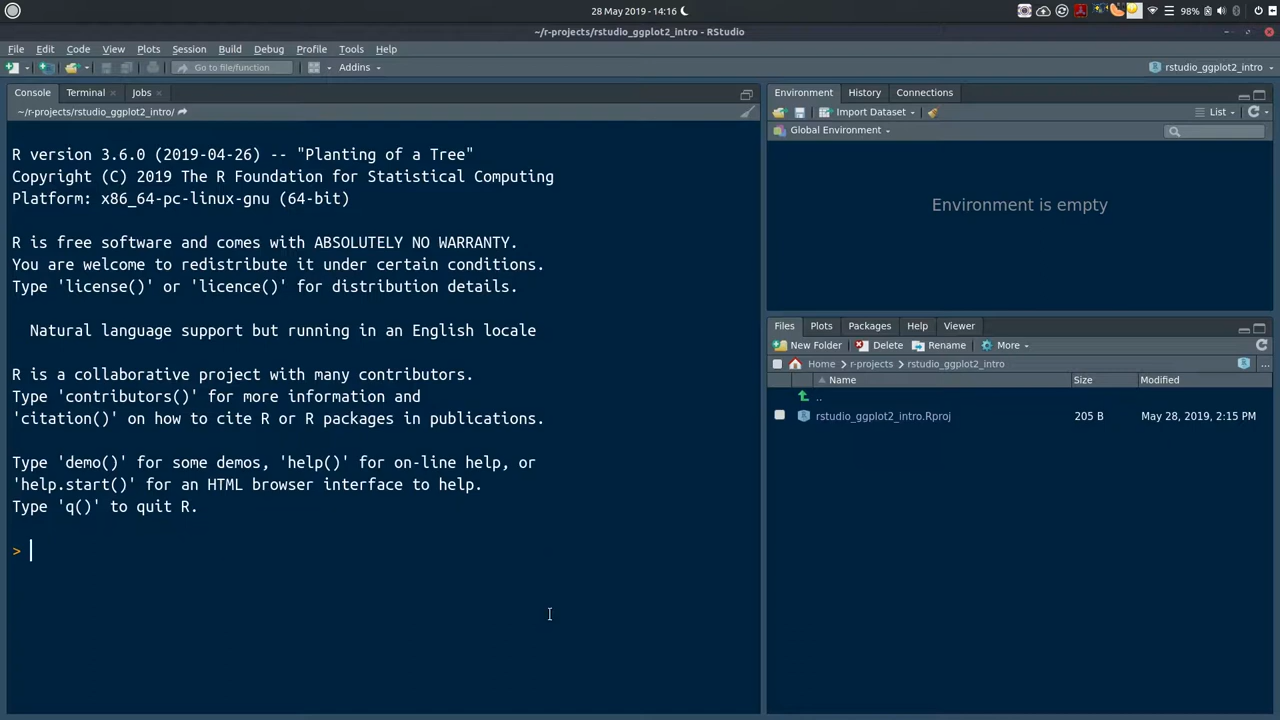 28 May 2019 - 14:16
98%
~/r-projects/rstudio_ggplot2_intro - RStudio
File Edit Code View Plots Session Build Debug Profile Tools Help
Go to file/function Addins rstudio_ggplot2_intro
Console Terminal Jobs
~/r-projects/rstudio_ggplot2_intro/
R version 3.6.0 (2019-04-26) -- "Planting of a Tree"
Copyright (C) 2019 The R Foundation for Statistical Computing
Platform: x86_64-pc-linux-gnu (64-bit)
R is free software and comes with ABSOLUTELY NO WARRANTY.
You are welcome to redistribute it under certain conditions.
Type 'license()' or 'licence()' for distribution details.
Natural language support but running in an English locale
R is a collaborative project with many contributors.
Type 'contributors()' for more information and
'citation()' on how to cite R or R packages in publications.
Type 'demo()' for some demos, 'help()' for on-line help, or
'help.start()' for an HTML browser interface to help.
Type 'q()' to quit R.
>
Environment History Connections
Import Dataset List
Global Environment
Environment is empty
Files Plots Packages Help Viewer
New Folder Delete Rename More
Home r-projects rstudio_ggplot2_intro ...
Name Size Modified
..
rstudio_ggplot2_intro.Rproj 205 B May 28, 2019, 2:15 PM